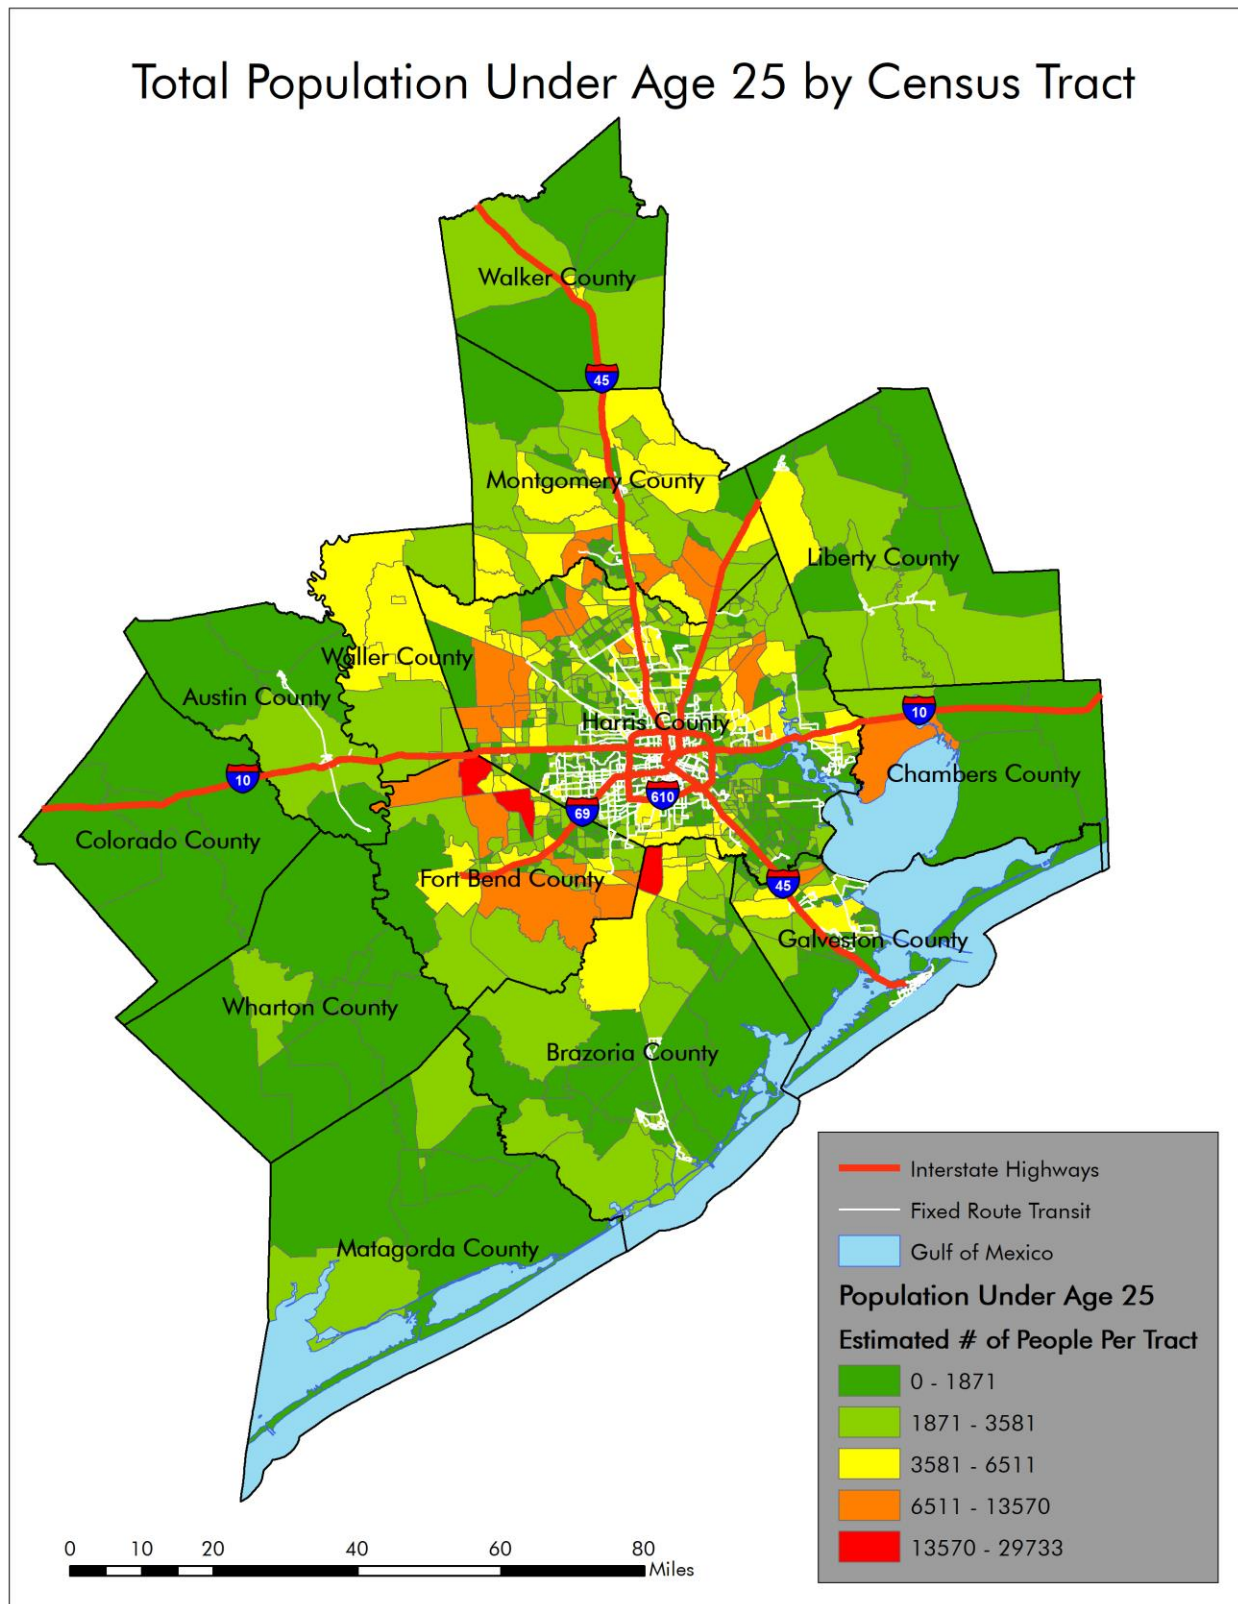 Total Population Under Age 25 by Census Tract
Walker County
45
Montgomery County
Liberty County
Waller County
Austin County
Harris County
10
Chambers County
10
69
610
Colorado County
Fort Bend County
45
Galveston County
Wharton County
Brazoria County
Matagorda County
Interstate Highways
Fixed Route Transit
Gulf of Mexico
Population Under Age 25
Estimated # of People Per Tract
0 - 1871
1871 - 3581
3581 - 6511
6511 - 13570
13570 - 29733
0 10 20 40 60 80
Miles